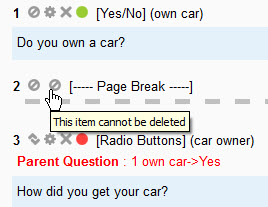 1 [Yes/No] (own car)
Do you own a car?
2 [----- Page Break -----]
This item cannot be deleted
3 [Radio Buttons] (car owner)
Parent Question : 1 own car->Yes
How did you get your car?